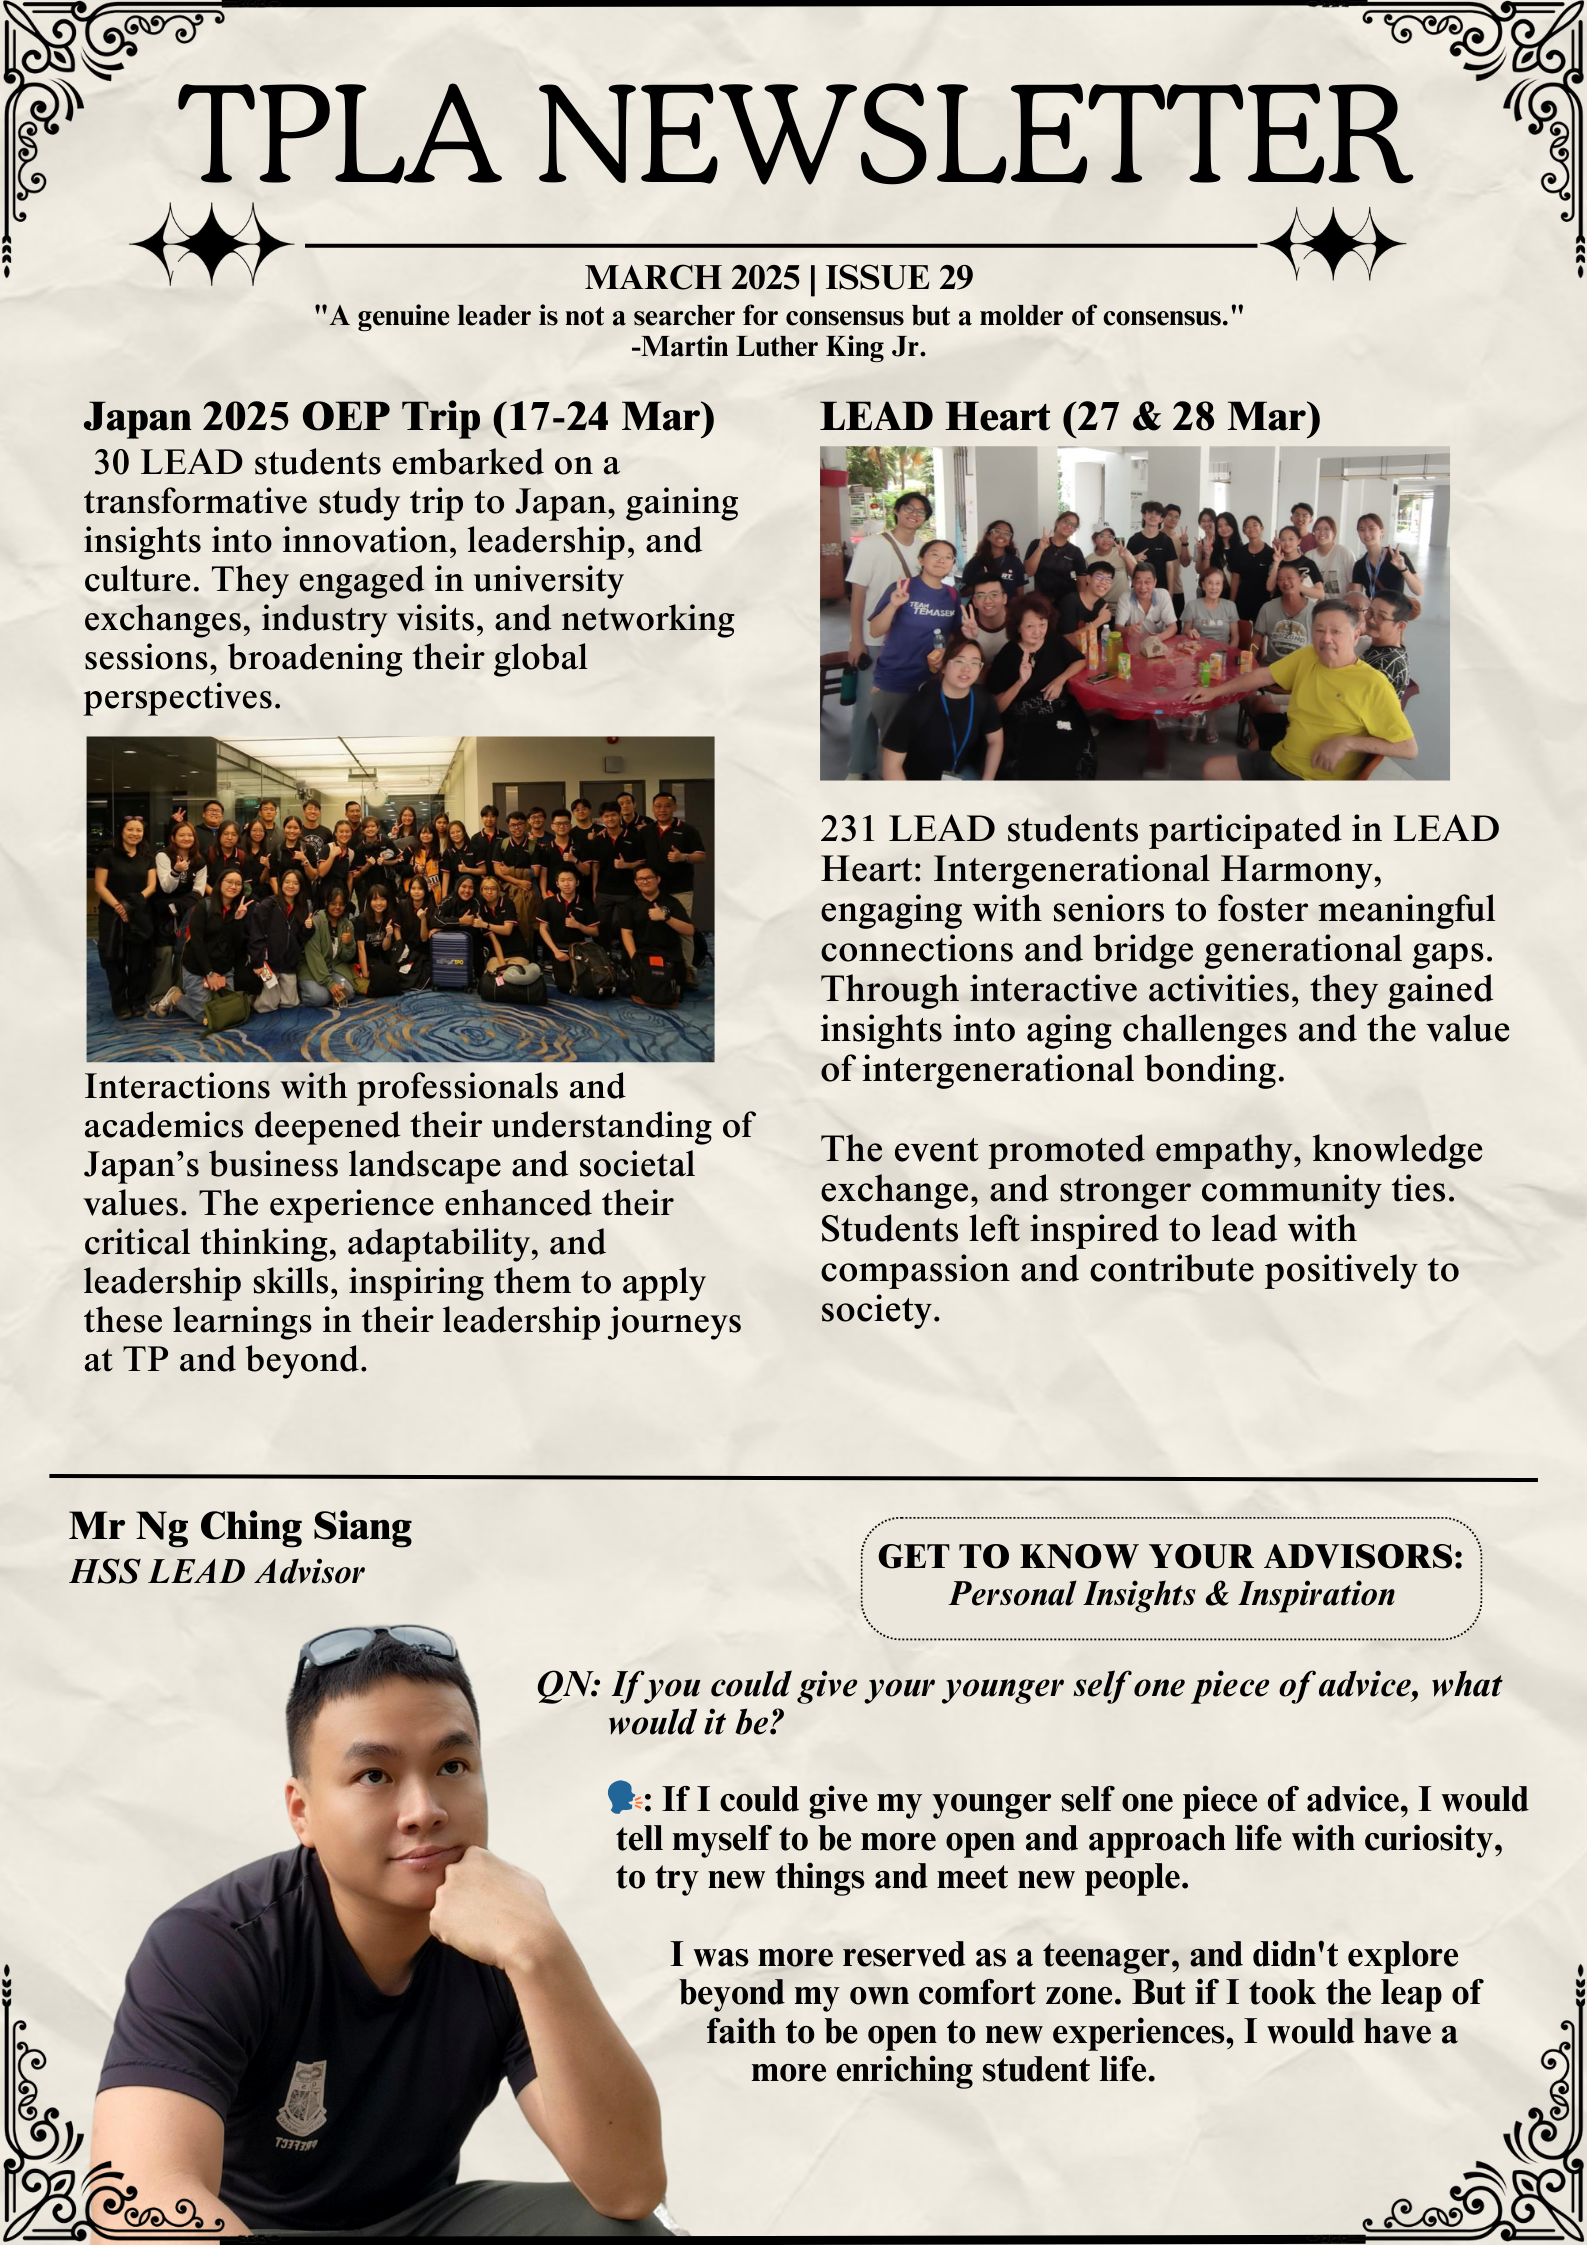 TPLA NEWSLETTER
MARCH 2025 | ISSUE 29
"A genuine leader is not a searcher for consensus but a molder of consensus."
-Martin Luther King Jr.
Japan 2025 OEP Trip (17-24 Mar)
30 LEAD students embarked on a
transformative study trip to Japan, gaining
insights into innovation, leadership, and
culture. They engaged in university
exchanges, industry visits, and networking
sessions, broadening their global
perspectives.
Interactions with professionals and
academics deepened their understanding of
Japan’s business landscape and societal
values. The experience enhanced their
critical thinking, adaptability, and
leadership skills, inspiring them to apply
these learnings in their leadership journeys
at TP and beyond.
LEAD Heart (27 & 28 Mar)
TEAM
TEMASEK
231 LEAD students participated in LEAD
Heart: Intergenerational Harmony,
engaging with seniors to foster meaningful
connections and bridge generational gaps.
Through interactive activities, they gained
insights into aging challenges and the value
of intergenerational bonding.
The event promoted empathy, knowledge
exchange, and stronger community ties.
Students left inspired to lead with
compassion and contribute positively to
society.
Mr Ng Ching Siang
HSS LEAD Advisor
PREFECT
GET TO KNOW YOUR ADVISORS:
Personal Insights & Inspiration
QN: If you could give your younger self one piece of advice, what
would it be?
🗣️: If I could give my younger self one piece of advice, I would
tell myself to be more open and approach life with curiosity,
to try new things and meet new people.
I was more reserved as a teenager, and didn't explore
beyond my own comfort zone. But if I took the leap of
faith to be open to new experiences, I would have a
more enriching student life.